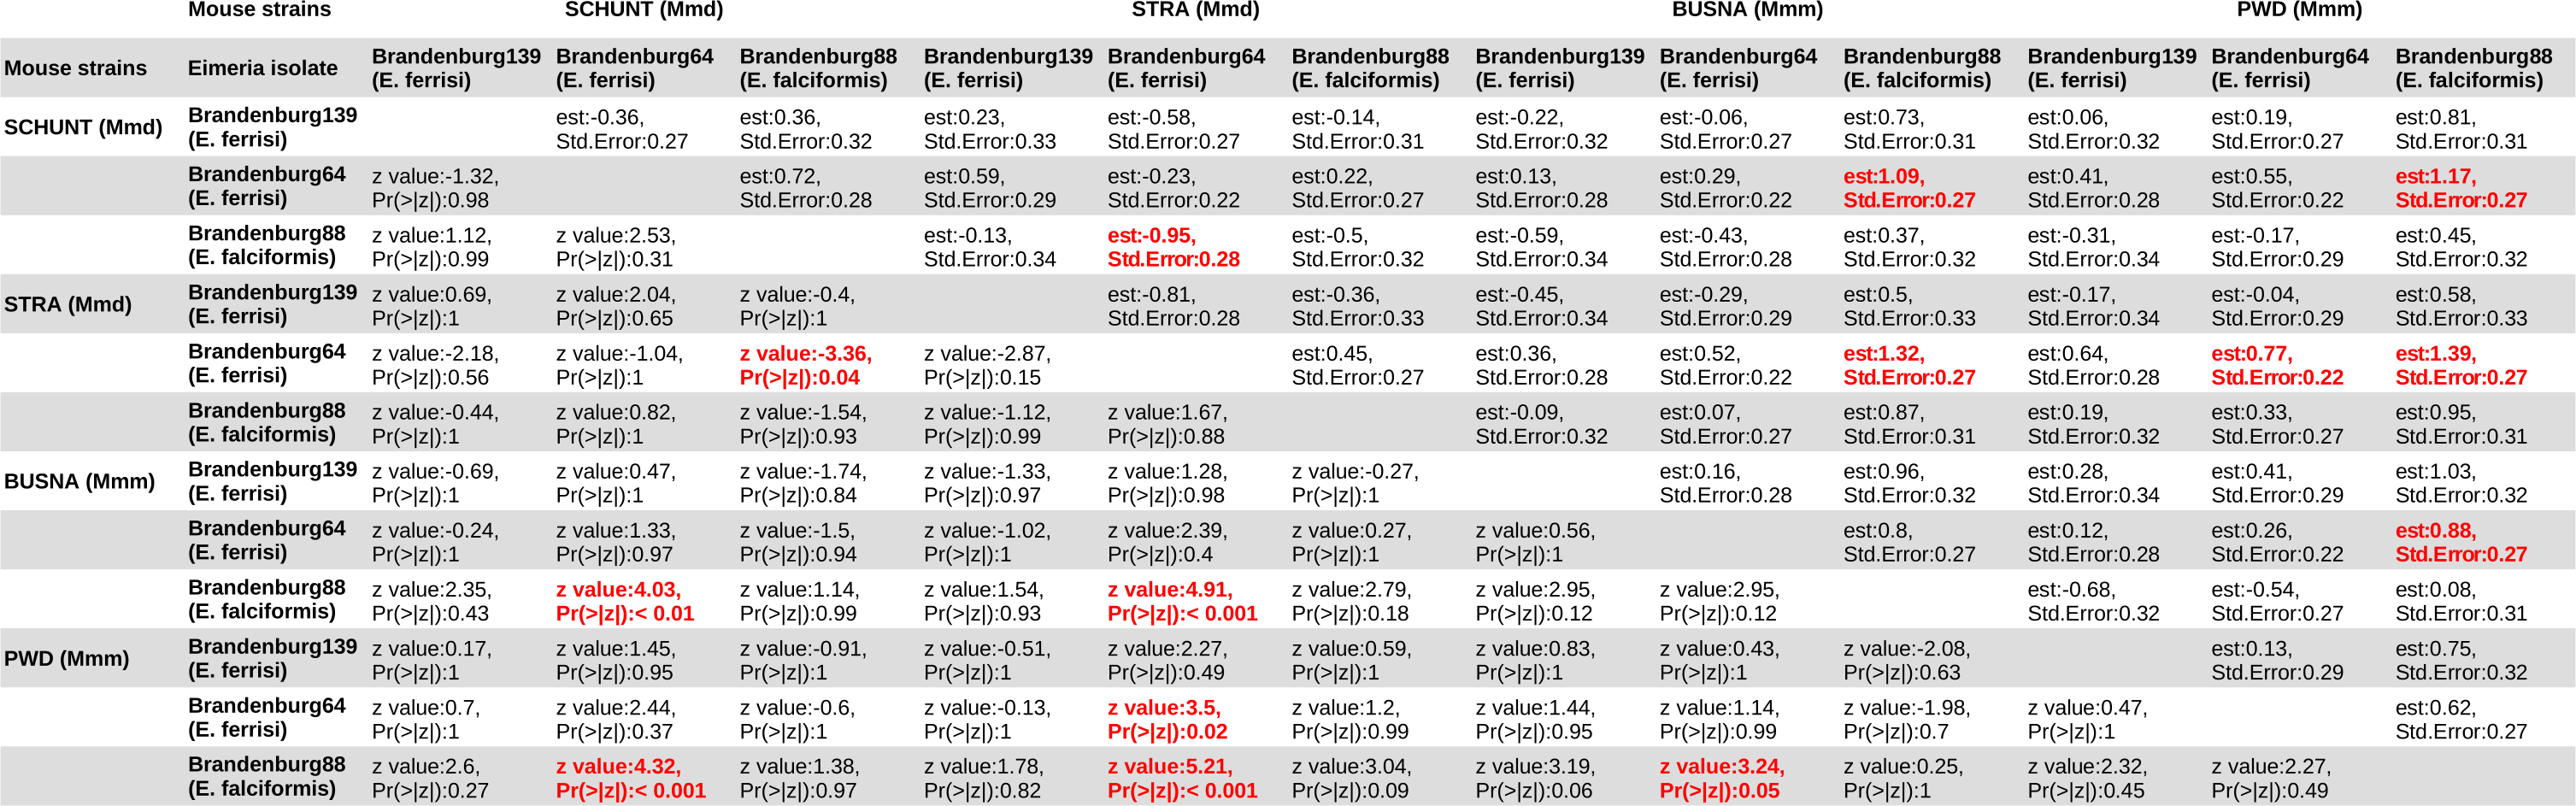 Mouse strains SCHUNT (Mmd) STRA (Mmd) BUSNA (Mmm) PWD (Mmm)
Mouse strains Eimeria isolate Brandenburg139 Brandenburg64 Brandenburg88 Brandenburg139 Brandenburg64 Brandenburg88 Brandenburg139 Brandenburg64 Brandenburg88 Brandenburg139 Brandenburg64 Brandenburg88
(E. ferrisi) (E. ferrisi) (E. falciformis) (E. ferrisi) (E. ferrisi) (E. falciformis) (E. ferrisi) (E. ferrisi) (E. falciformis) (E. ferrisi) (E. ferrisi) (E. falciformis)
SCHUNT (Mmd) Brandenburg139 est:-0.36, est:0.36, est:0.23, est:-0.58, est:-0.14, est:-0.22, est:-0.06, est:0.73, est:0.06, est:0.19, est:0.81,
(E. ferrisi) Std.Error:0.27 Std.Error:0.32 Std.Error:0.33 Std.Error:0.27 Std.Error:0.31 Std.Error:0.32 Std.Error:0.27 Std.Error:0.31 Std.Error:0.32 Std.Error:0.27 Std.Error:0.31
Brandenburg64 z value:-1.32, est:0.72, est:0.59, est:-0.23, est:0.22, est:0.13, est:0.29, est:1.09, est:0.41, est:0.55, est:1.17,
(E. ferrisi) Pr(>|z|):0.98 Std.Error:0.28 Std.Error:0.29 Std.Error:0.22 Std.Error:0.27 Std.Error:0.28 Std.Error:0.22 Std.Error:0.27 Std.Error:0.28 Std.Error:0.22 Std.Error:0.27
Brandenburg88 z value:1.12, z value:2.53, est:-0.13, est:-0.95, est:-0.5, est:-0.59, est:-0.43, est:0.37, est:-0.31, est:-0.17, est:0.45,
(E. falciformis) Pr(>|z|):0.99 Pr(>|z|):0.31 Std.Error:0.34 Std.Error:0.28 Std.Error:0.32 Std.Error:0.34 Std.Error:0.28 Std.Error:0.32 Std.Error:0.34 Std.Error:0.29 Std.Error:0.32
STRA (Mmd) Brandenburg139 z value:0.69, z value:2.04, z value:-0.4, est:-0.81, est:-0.36, est:-0.45, est:-0.29, est:0.5, est:-0.17, est:-0.04, est:0.58,
(E. ferrisi) Pr(>|z|):1 Pr(>|z|):0.65 Pr(>|z|):1 Std.Error:0.28 Std.Error:0.33 Std.Error:0.34 Std.Error:0.29 Std.Error:0.33 Std.Error:0.34 Std.Error:0.29 Std.Error:0.33
Brandenburg64 z value:-2.18, z value:-1.04, z value:-3.36, z value:-2.87, est:0.45, est:0.36, est:0.52, est:1.32, est:0.64, est:0.77, est:1.39,
(E. ferrisi) Pr(>|z|):0.56 Pr(>|z|):1 Pr(>|z|):0.04 Pr(>|z|):0.15 Std.Error:0.27 Std.Error:0.28 Std.Error:0.22 Std.Error:0.27 Std.Error:0.28 Std.Error:0.22 Std.Error:0.27
Brandenburg88 z value:-0.44, z value:0.82, z value:-1.54, z value:-1.12, z value:1.67, est:-0.09, est:0.07, est:0.87, est:0.19, est:0.33, est:0.95,
(E. falciformis) Pr(>|z|):1 Pr(>|z|):1 Pr(>|z|):0.93 Pr(>|z|):0.99 Pr(>|z|):0.88 Std.Error:0.32 Std.Error:0.27 Std.Error:0.31 Std.Error:0.32 Std.Error:0.27 Std.Error:0.31
BUSNA (Mmm) Brandenburg139 z value:-0.69, z value:0.47, z value:-1.74, z value:-1.33, z value:1.28, z value:-0.27, est:0.16, est:0.96, est:0.28, est:0.41, est:1.03,
(E. ferrisi) Pr(>|z|):1 Pr(>|z|):1 Pr(>|z|):0.84 Pr(>|z|):0.97 Pr(>|z|):0.98 Pr(>|z|):1 Std.Error:0.28 Std.Error:0.32 Std.Error:0.34 Std.Error:0.29 Std.Error:0.32
Brandenburg64 z value:-0.24, z value:1.33, z value:-1.5, z value:-1.02, z value:2.39, z value:0.27, z value:0.56, est:0.8, est:0.12, est:0.26, est:0.88,
(E. ferrisi) Pr(>|z|):1 Pr(>|z|):0.97 Pr(>|z|):0.94 Pr(>|z|):1 Pr(>|z|):0.4 Pr(>|z|):1 Pr(>|z|):1 Std.Error:0.27 Std.Error:0.28 Std.Error:0.22 Std.Error:0.27
Brandenburg88 z value:2.35, z value:4.03, z value:1.14, z value:1.54, z value:4.91, z value:2.79, z value:2.95, z value:2.95, est:-0.68, est:-0.54, est:0.08,
(E. falciformis) Pr(>|z|):0.43 Pr(>|z|):< 0.01 Pr(>|z|):0.99 Pr(>|z|):0.93 Pr(>|z|):< 0.001 Pr(>|z|):0.18 Pr(>|z|):0.12 Pr(>|z|):0.12 Std.Error:0.32 Std.Error:0.27 Std.Error:0.31
PWD (Mmm) Brandenburg139 z value:0.17, z value:1.45, z value:-0.91, z value:-0.51, z value:2.27, z value:0.59, z value:0.83, z value:0.43, z value:-2.08, est:0.13, est:0.75,
(E. ferrisi) Pr(>|z|):1 Pr(>|z|):0.95 Pr(>|z|):1 Pr(>|z|):1 Pr(>|z|):0.49 Pr(>|z|):1 Pr(>|z|):1 Pr(>|z|):1 Pr(>|z|):0.63 Std.Error:0.29 Std.Error:0.32
Brandenburg64 z value:0.7, z value:2.44, z value:-0.6, z value:-0.13, z value:3.5, z value:1.2, z value:1.44, z value:1.14, z value:-1.98, z value:0.47, est:0.62,
(E. ferrisi) Pr(>|z|):1 Pr(>|z|):0.37 Pr(>|z|):1 Pr(>|z|):1 Pr(>|z|):0.02 Pr(>|z|):0.99 Pr(>|z|):0.95 Pr(>|z|):0.99 Pr(>|z|):0.7 Pr(>|z|):1 Std.Error:0.27
Brandenburg88 z value:2.6, z value:4.32, z value:1.38, z value:1.78, z value:5.21, z value:3.04, z value:3.19, z value:3.24, z value:0.25, z value:2.32, z value:2.27,
(E. falciformis) Pr(>|z|):0.27 Pr(>|z|):< 0.001 Pr(>|z|):0.97 Pr(>|z|):0.82 Pr(>|z|):< 0.001 Pr(>|z|):0.09 Pr(>|z|):0.06 Pr(>|z|):0.05 Pr(>|z|):1 Pr(>|z|):0.45 Pr(>|z|):0.49